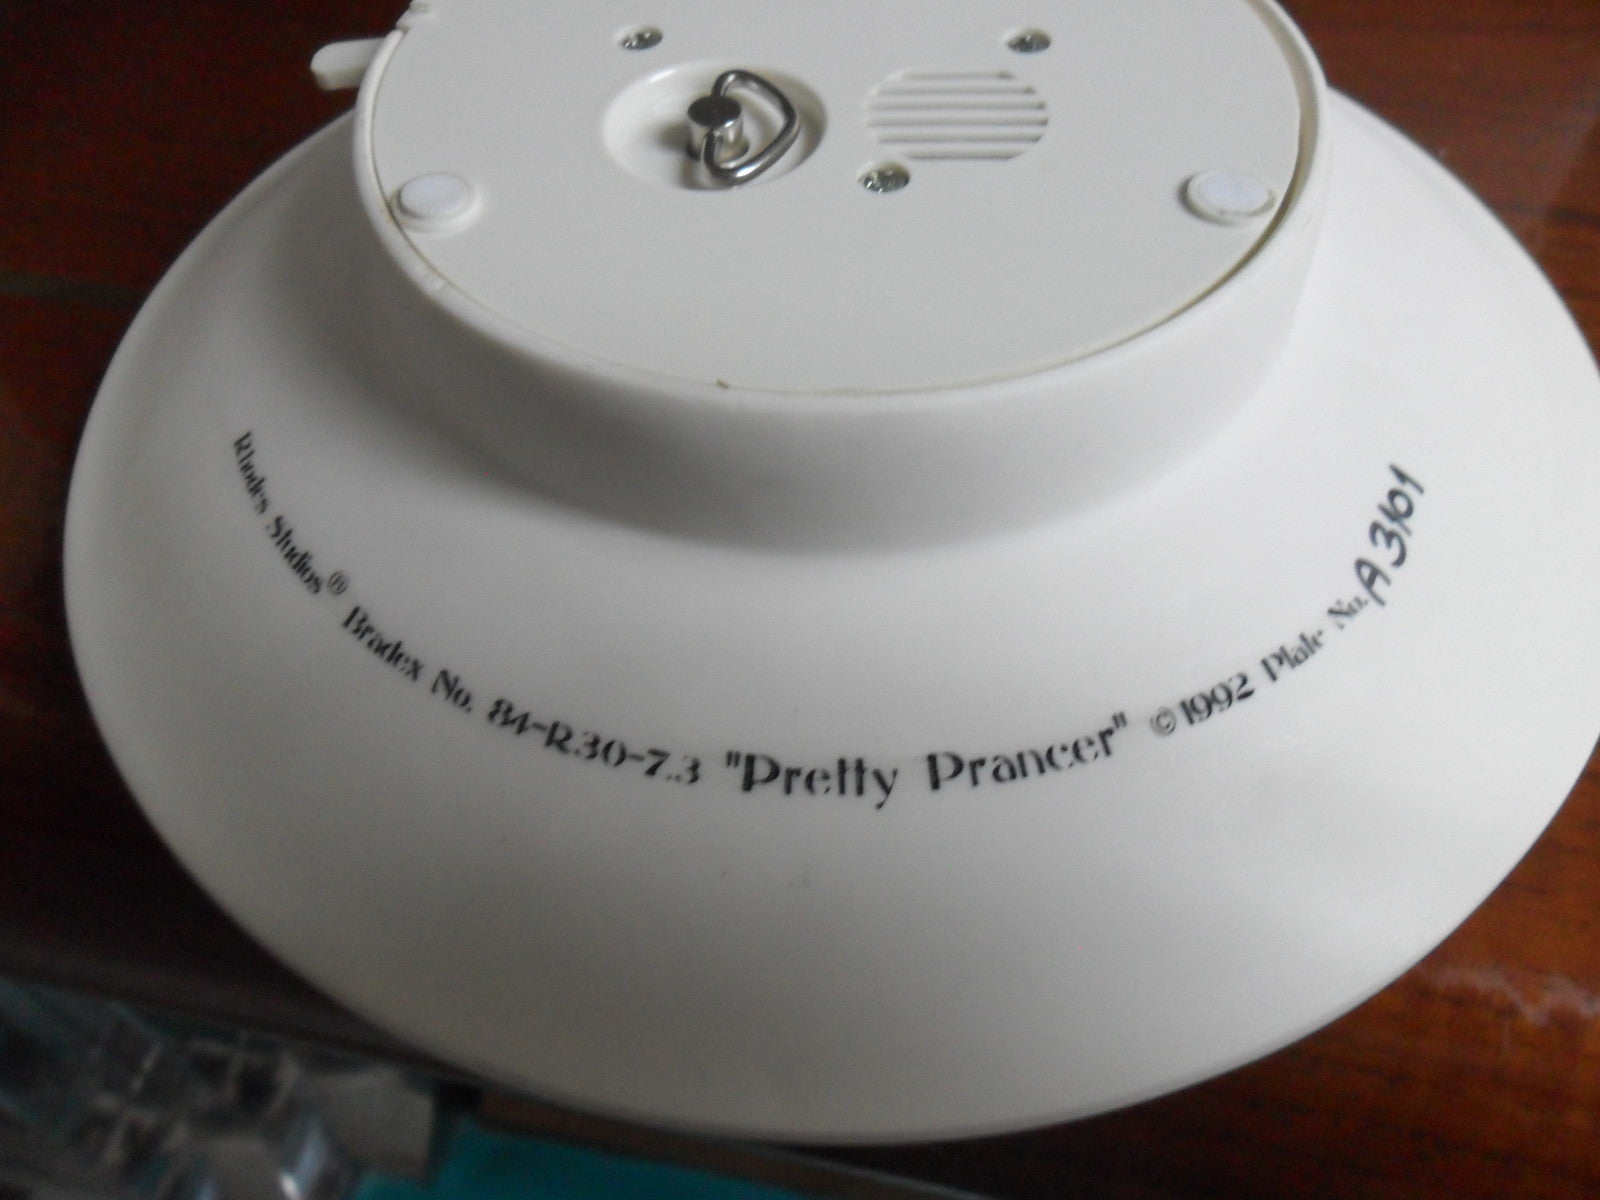 Rhodes Studios® Bradex No. 84-R30-7.3 "Pretty Prancer" ©1992 Plate No. A3101